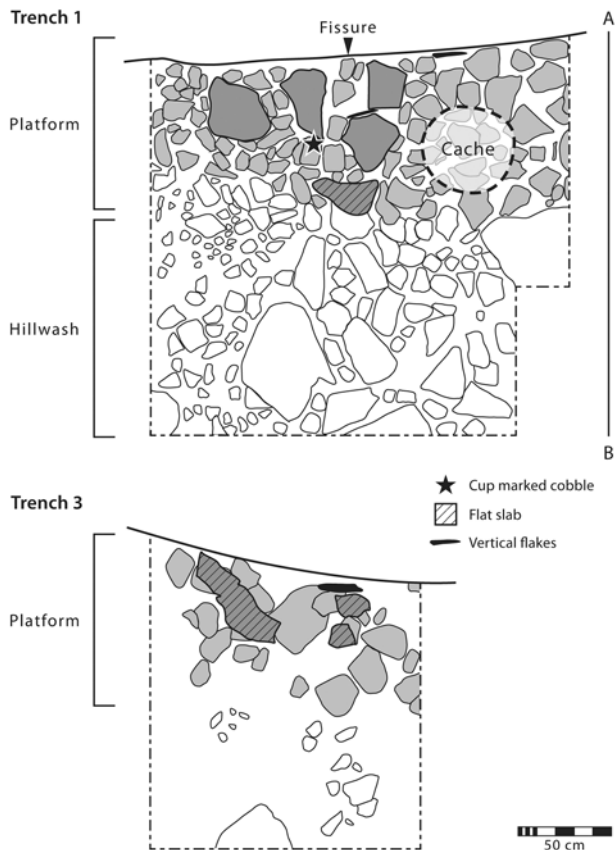 Trench 1
Fissure
A
Platform
Cache
Hillwash
B
Trench 3
Cup marked cobble
Flat slab
Vertical flakes
Platform
50 cm